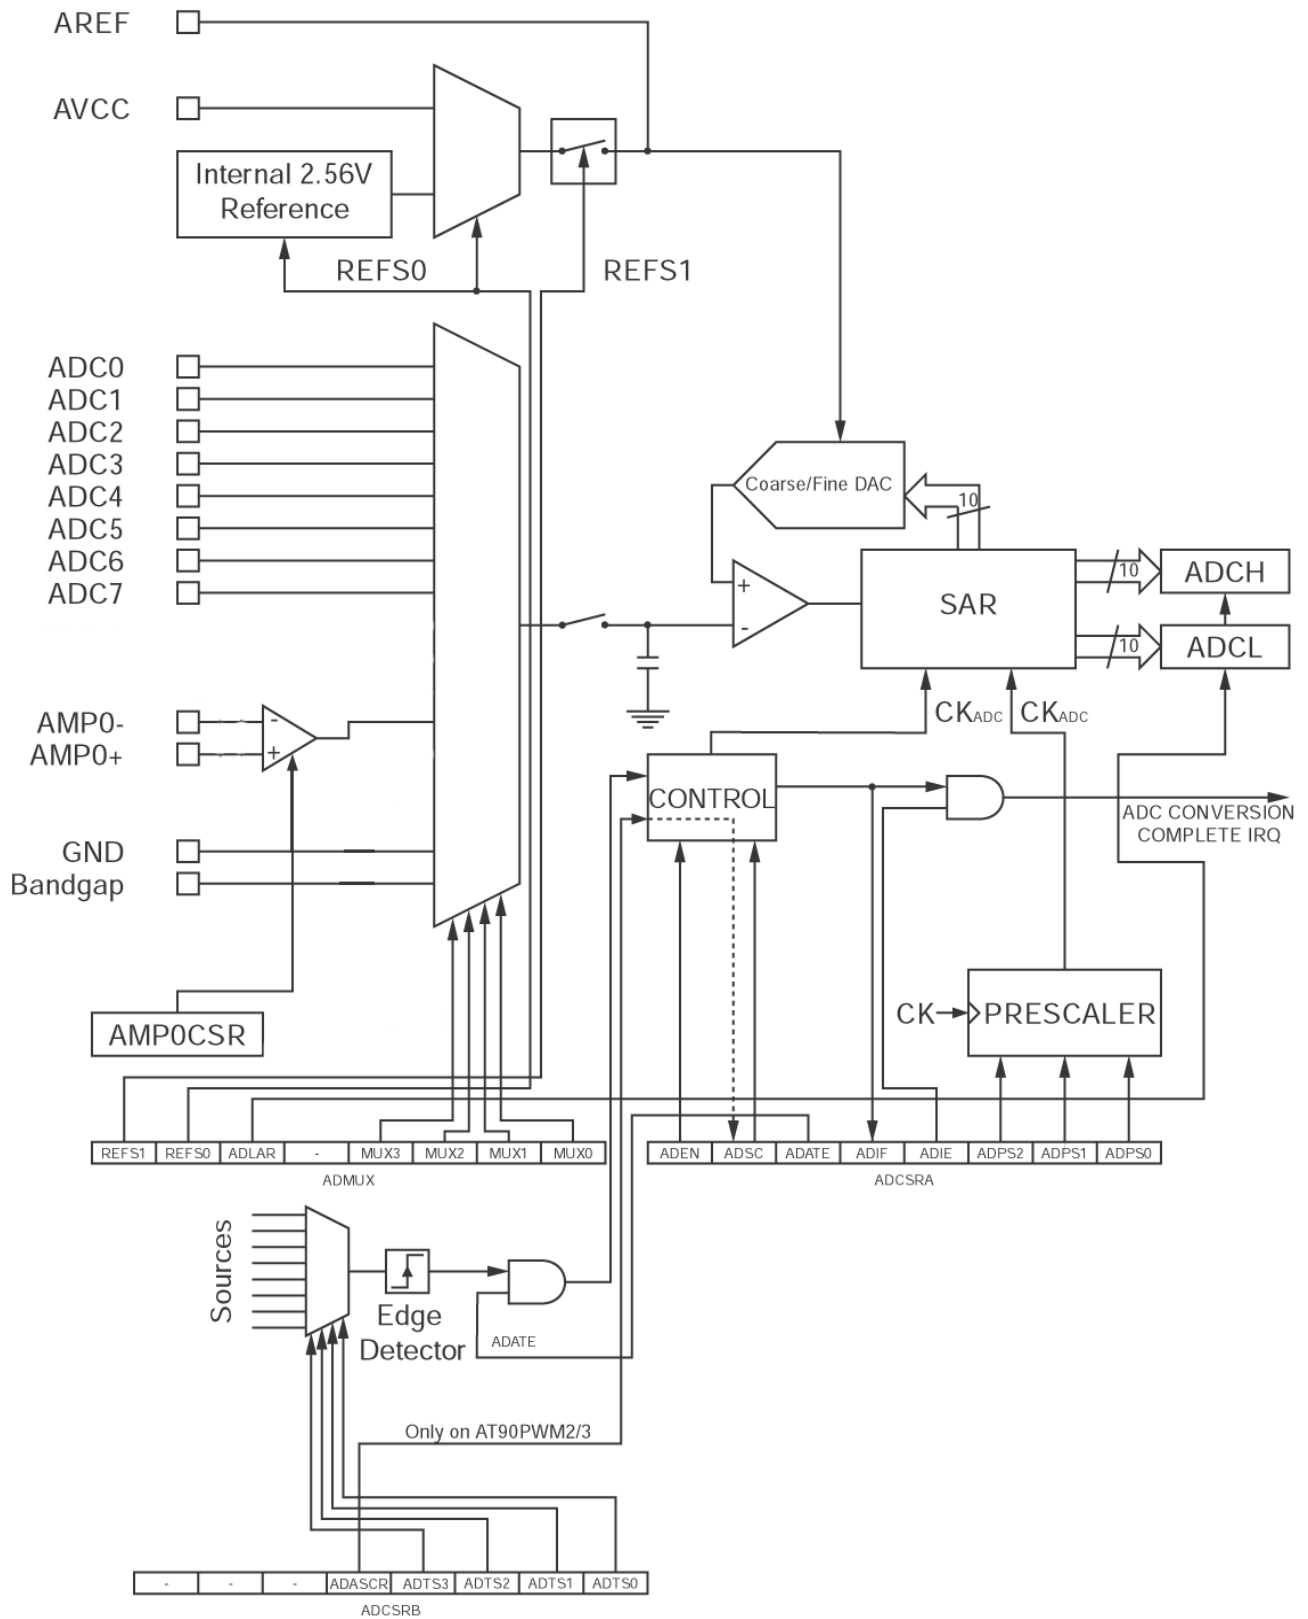 AREF
AVCC
Internal 2.56V
Reference
REFS0
REFS1
ADC0
ADC1
ADC2
ADC3
ADC4
ADC5
ADC6
ADC7
Coarse/Fine DAC
10
+
-
SAR
10
ADCH
10
ADCL
AMP0-
AMP0+
-
+
CKADC
CKADC
CONTROL
ADC CONVERSION
COMPLETE IRQ
GND
Bandgap
AMP0CSR
CK
PRESCALER
REFS1 REFS0 ADLAR - MUX3 MUX2 MUX1 MUX0
ADMUX
ADEN ADSC ADATE ADIF ADIE ADPS2 ADPS1 ADPS0
ADCSRA
Sources
Edge
Detector
ADATE
Only on AT90PWM2/3
- - - ADASCR ADTS3 ADTS2 ADTS1 ADTS0
ADCSRB